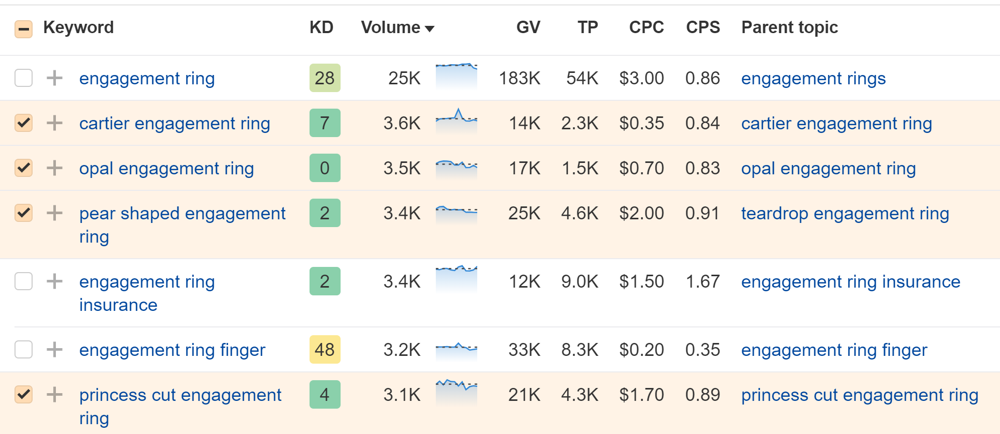 Keyword KD Volume GV TP CPC CPS Parent topic
engagement ring 28 25K 183K 54K $3.00 0.86 engagement rings
cartier engagement ring 7 3.6K 14K 2.3K $0.35 0.84 cartier engagement ring
opal engagement ring 0 3.5K 17K 1.5K $0.70 0.83 opal engagement ring
pear shaped engagement 2 3.4K 25K 4.6K $2.00 0.91 teardrop engagement ring
ring
engagement ring 2 3.4K 12K 9.0K $1.50 1.67 engagement ring insurance
insurance
engagement ring finger 48 3.2K 33K 8.3K $0.20 0.35 engagement ring finger
princess cut engagement 4 3.1K 21K 4.3K $1.70 0.89 princess cut engagement ring
ring